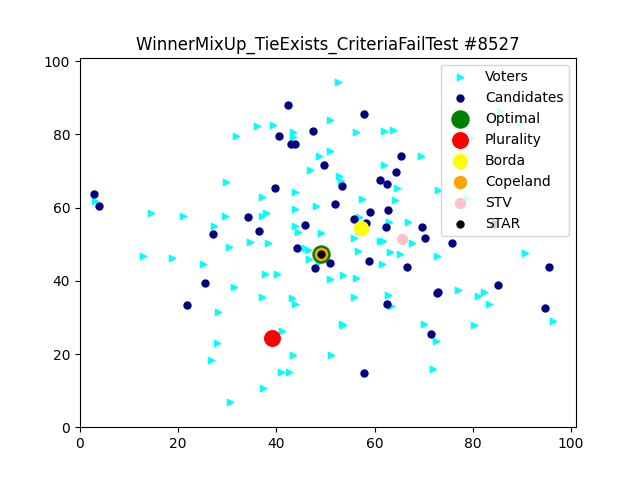 WinnerMixUp_TieExists_CriteriaFailTest #8527
100
80
60
40
20
0
0
20
40
60
80
100
Voters
Candidates
Optimal
Plurality
Borda
Copeland
STV
STAR